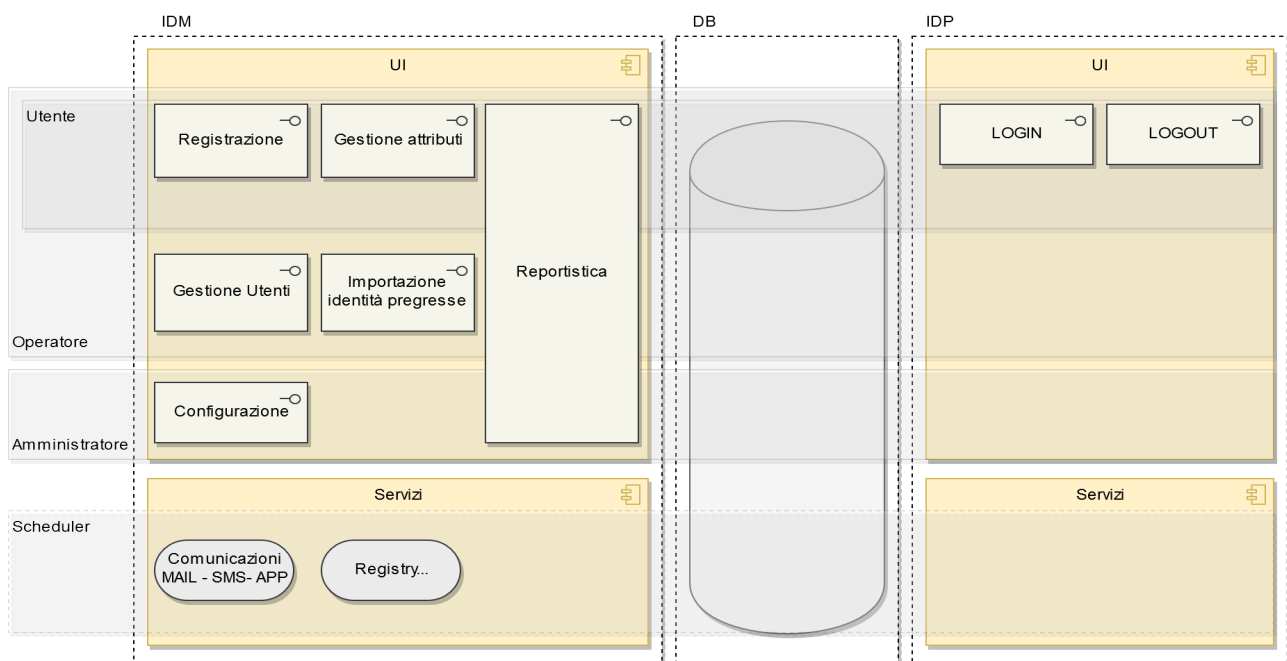 IDM
DB
IDP
UI
UI
Utente
Registrazione
Gestione attributi
Reportistica
LOGIN
LOGOUT
Gestione Utenti
Importazione
identità pregresse
Operatore
Configurazione
Amministratore
Servizi
Servizi
Scheduler
Comunicazioni
MAIL - SMS- APP
Registry...